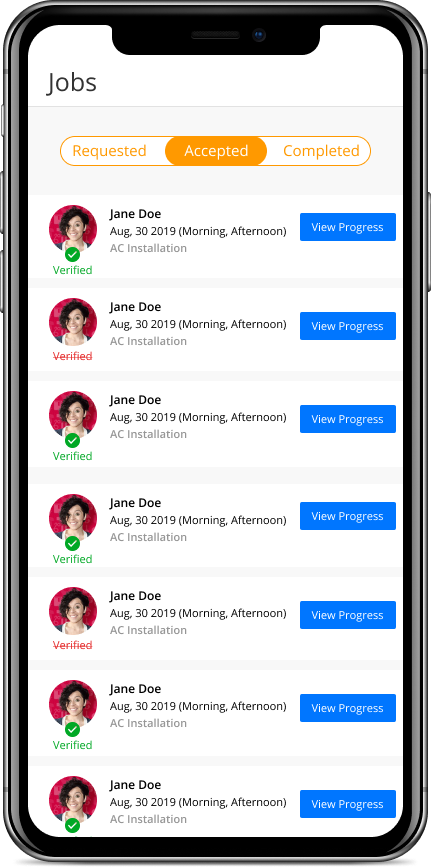 Jobs
Requested Accepted Completed
Jane Doe
Aug, 30 2019 (Morning, Afternoon)
View Progress
AC Installation
Verified
Jane Doe
Aug, 30 2019 (Morning, Afternoon)
View Progress
AC Installation
Verified
Jane Doe
Aug, 30 2019 (Morning, Afternoon)
View Progress
AC Installation
Verified
Jane Doe
Aug, 30 2019 (Morning, Afternoon)
View Progress
AC Installation
Verified
Jane Doe
Aug, 30 2019 (Morning, Afternoon)
View Progress
AC Installation
Verified
Jane Doe
Aug, 30 2019 (Morning, Afternoon)
View Progress
AC Installation
Verified
Jane Doe
Aug, 30 2019 (Morning, Afternoon)
View Progress
AC Installation